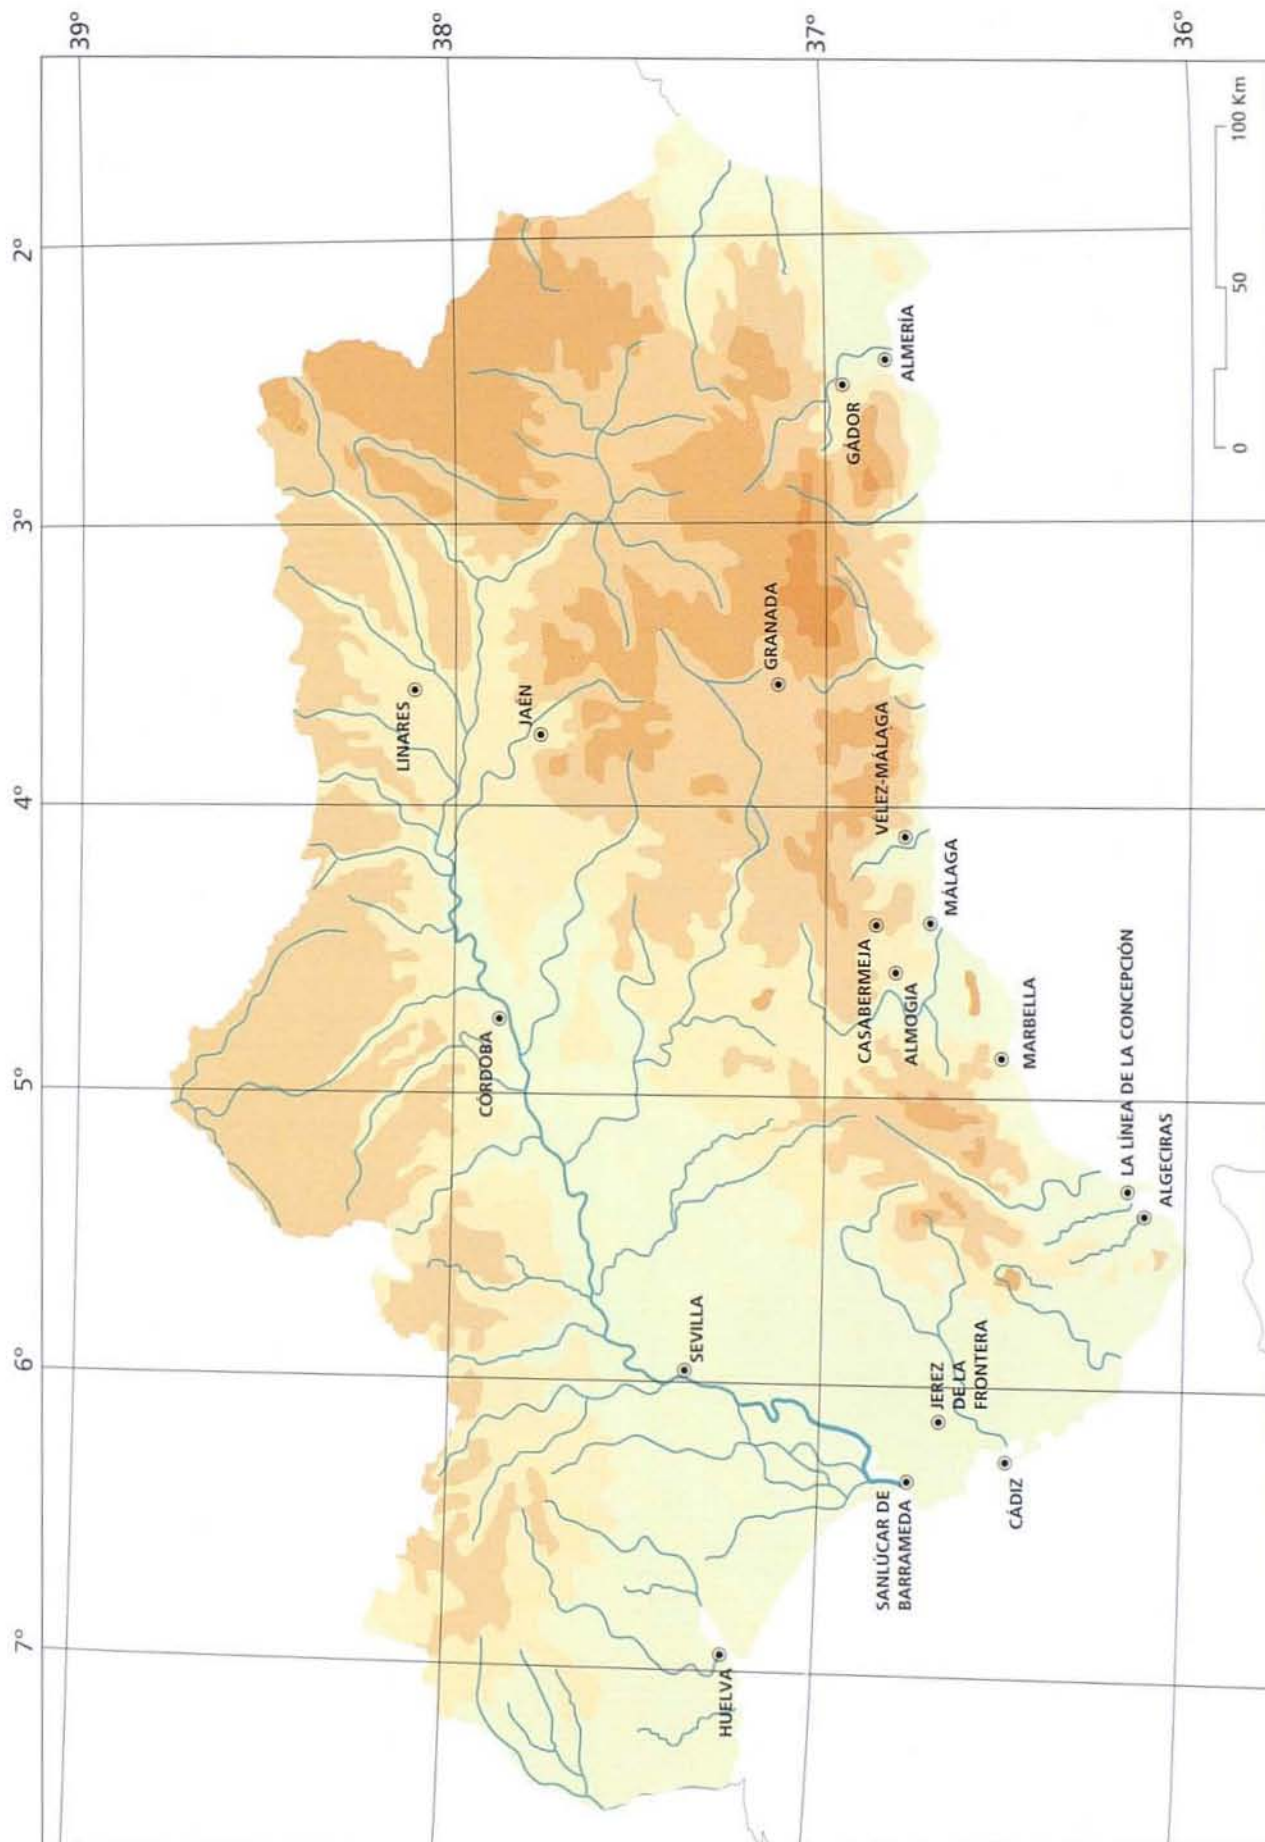 39°
38°
37°
36°
2°
3°
4°
5°
6°
7°
LINARES
JAÉN
CÓRDOBA
GRANADA
GÁDOR
ALMERÍA
VELEZ-MÁLAGA
MÁLAGA
CASABERMEJA
ALMOGIA
MARBELLA
LA LÍNEA DE LA CONCEPCIÓN
ALGECIRAS
SEVILLA
JEREZ
DE LA
FRONTERA
SANLÚCAR DE
BARRAMEDA
CÁDIZ
HUELVA
0 50 100 Km